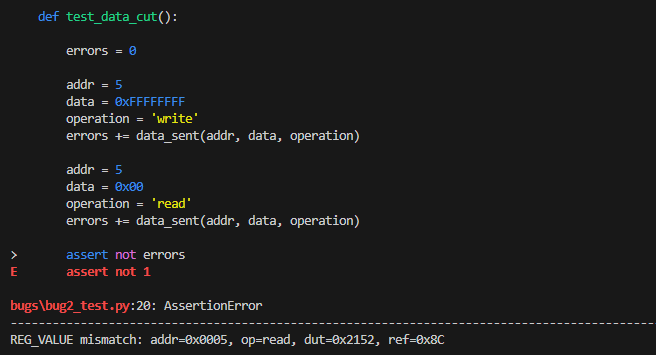 def test_data_cut():
errors = 0
addr = 5
data = 0xFFFFFFFF
operation = 'write'
errors += data_sent(addr, data, operation)
addr = 5
data = 0x00
operation = 'read'
errors += data_sent(addr, data, operation)
> assert not errors
E assert not 1
bugs\bug2_test.py:20: AssertionError
--------------------------------------------------------------------------------------------
REG_VALUE mismatch: addr=0x0005, op=read, dut=0x2152, ref=0x8C